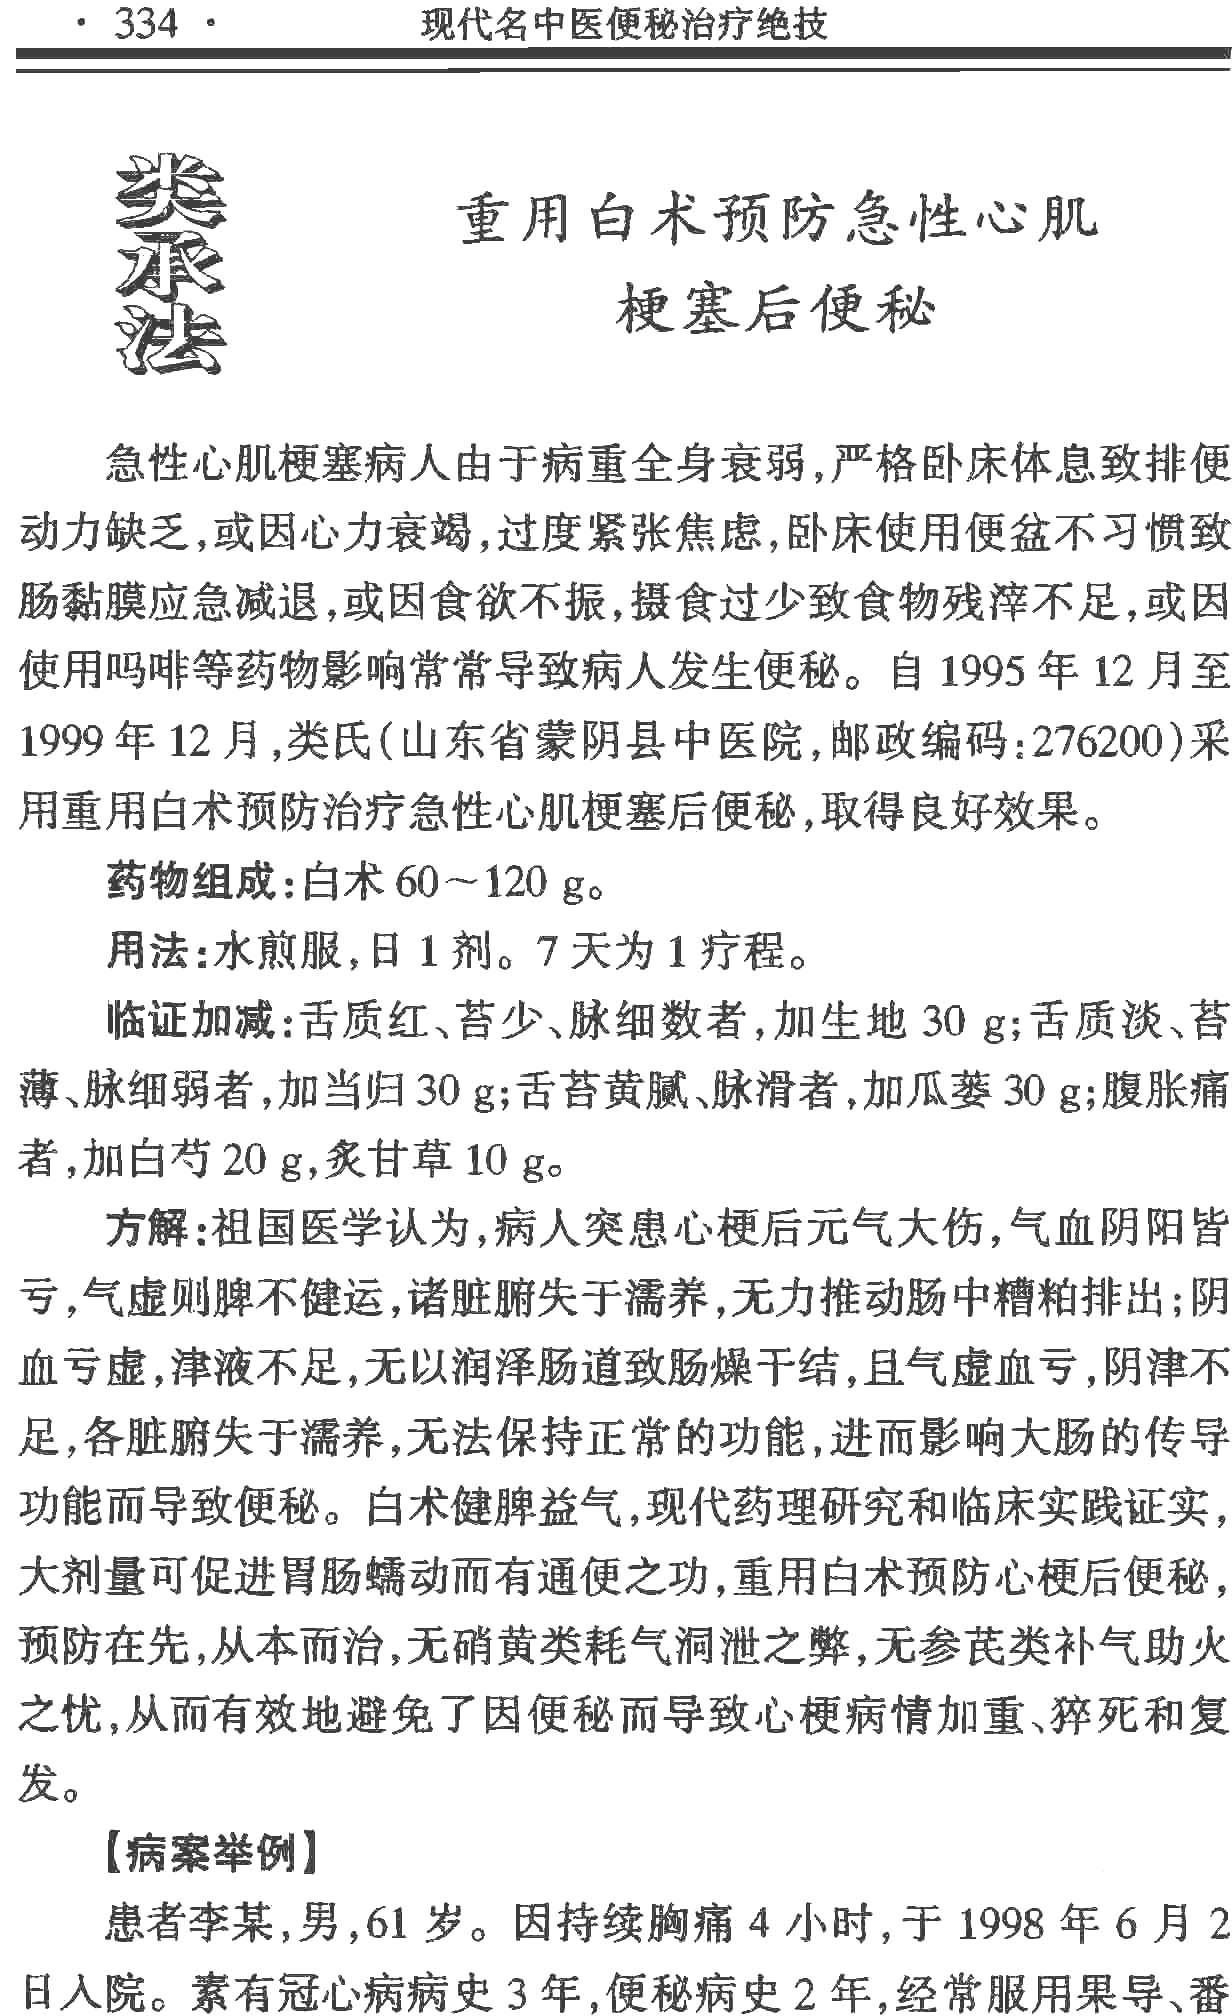 · 334 ·
现代名中医便秘治疗绝技
类承法
重用白术预防急性心肌
梗塞后便秘
急性心肌梗塞病人由于病重全身衰弱,严格卧床体息致排便
动力缺乏,或因心力衰竭,过度紧张焦虑,卧床使用便盆不习惯致
肠黏膜应急减退,或因食欲不振,摄食过少致食物残滓不足,或因
使用吗啡等药物影响常常导致病人发生便秘。自 1995 年 12 月至
1999 年 12 月,类氏(山东省蒙阴县中医院,邮政编码:276200)采
用重用白术预防治疗急性心肌梗塞后便秘,取得良好效果。
药物组成:白术 60～120 g。
用法:水煎服,日 1 剂。7 天为 1 疗程。
临证加减:舌质红、苔少、脉细数者,加生地 30 g;舌质淡、苔
薄、脉细弱者,加当归 30 g;舌苔黄腻、脉滑者,加瓜蒌 30 g;腹胀痛
者,加白芍 20 g,炙甘草 10 g。
方解:祖国医学认为,病人突患心梗后元气大伤,气血阴阳皆
亏,气虚则脾不健运,诸脏腑失于濡养,无力推动肠中糟粕排出;阴
血亏虚,津液不足,无以润泽肠道致肠燥干结,且气虚血亏,阴津不
足,各脏腑失于濡养,无法保持正常的功能,进而影响大肠的传导
功能而导致便秘。白术健脾益气,现代药理研究和临床实践证实,
大剂量可促进胃肠蠕动而有通便之功,重用白术预防心梗后便秘,
预防在先,从本而治,无硝黄类耗气洞泄之弊,无参芪类补气助火
之忧,从而有效地避免了因便秘而导致心梗病情加重、猝死和复
发。
【病案举例】
患者李某,男,61 岁。因持续胸痛 4 小时,于 1998 年 6 月 2
日入院。素有冠心病病史 3 年,便秘病史 2 年,经常服用果导、番